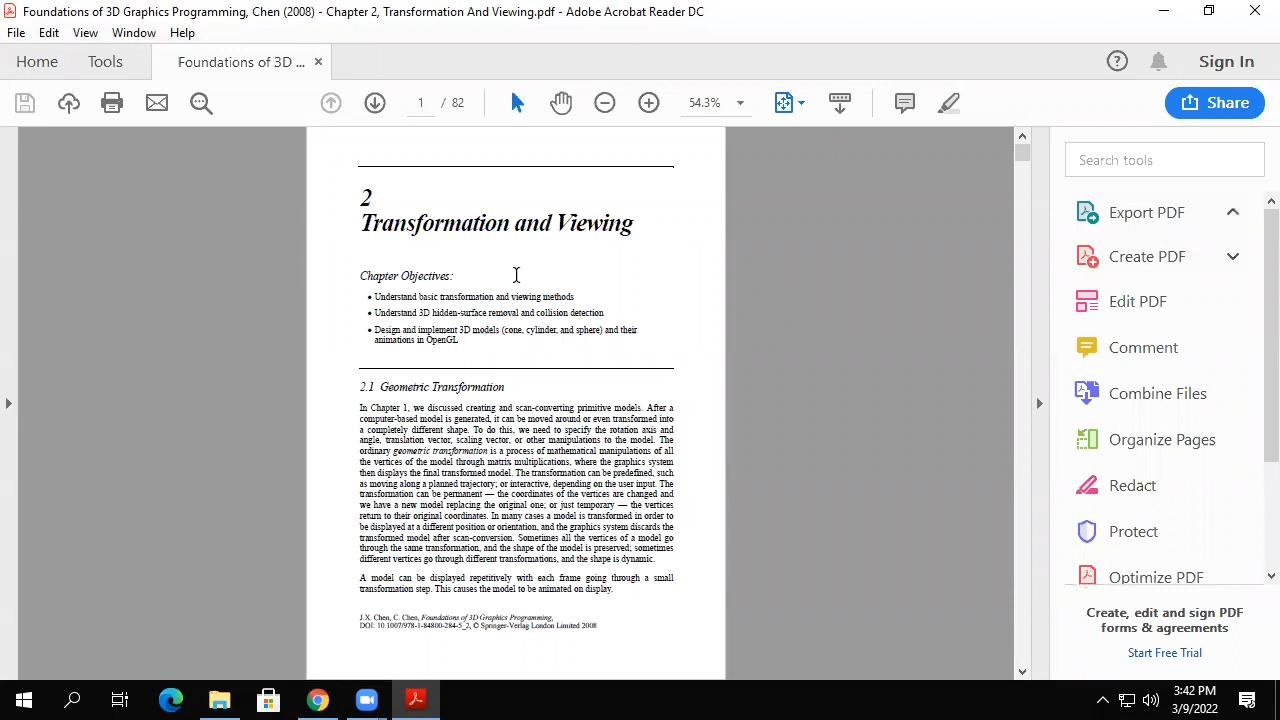 Foundations of 3D Graphics Programming, Chen (2008) - Chapter 2, Transformation And Viewing.pdf - Adobe Acrobat Reader DC
File Edit View Window Help
Home Tools Foundations of 3D ... Sign In
1 / 82 54.3% Share
2
Transformation and Viewing
Chapter Objectives:
• Understand basic transformation and viewing methods
• Understand 3D hidden-surface removal and collision detection
• Design and implement 3D models (cone, cylinder, and sphere) and their
animations in OpenGL
2.1 Geometric Transformation
In Chapter 1, we discussed creating and scan-converting primitive models. After a
computer-based model is generated, it can be moved around or even transformed into
a completely different shape. To do this, we need to specify the rotation axis and
angle, translation vector, scaling vector, or other manipulations to the model. The
ordinary geometric transformation is a process of mathematical manipulations of all
the vertices of the model through matrix multiplications, where the graphics system
then displays the final transformed model. The transformation can be predefined, such
as moving along a planned trajectory; or interactive, depending on the user input. The
transformation can be permanent — the coordinates of the vertices are changed and
we have a new model replacing the original one; or just temporary — the vertices
return to their original coordinates. In many cases a model is transformed in order to
be displayed at a different position or orientation, and the graphics system discards the
transformed model after scan-conversion. Sometimes all the vertices of a model go
through the same transformation, and the shape of the model is preserved; sometimes
different vertices go through different transformations, and the shape is dynamic.
A model can be displayed repetitively with each frame going through a small
transformation step. This causes the model to be animated on display.
J.X. Chen, C. Chen, Foundations of 3D Graphics Programming,
DOI: 10.1007/978-1-84800-284-5_2, © Springer-Verlag London Limited 2008
Search tools
Export PDF
Create PDF
Edit PDF
Comment
Combine Files
Organize Pages
Redact
Protect
Optimize PDF
Create, edit and sign PDF
forms & agreements
Start Free Trial
3:42 PM
3/9/2022